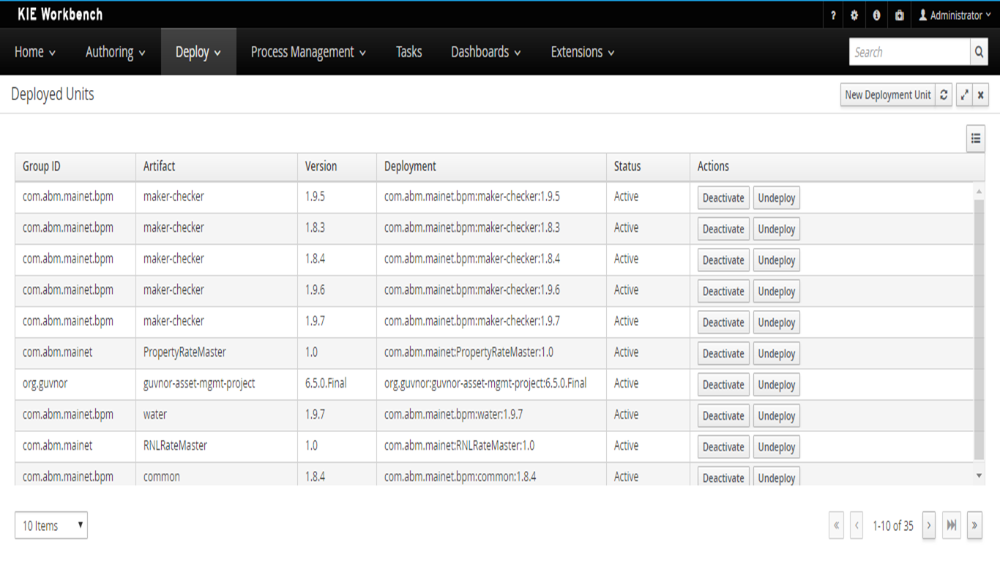 KIE Workbench ? Administrator
Home Authoring Deploy Process Management Tasks Dashboards Extensions Search
Deployed Units New Deployment Unit
Group ID Artifact Version Deployment Status Actions
com.abm.mainet.bpm maker-checker 1.9.5 com.abm.mainet.bpm:maker-checker:1.9.5 Active Deactivate Undeploy
com.abm.mainet.bpm maker-checker 1.8.3 com.abm.mainet.bpm:maker-checker:1.8.3 Active Deactivate Undeploy
com.abm.mainet.bpm maker-checker 1.8.4 com.abm.mainet.bpm:maker-checker:1.8.4 Active Deactivate Undeploy
com.abm.mainet.bpm maker-checker 1.9.6 com.abm.mainet.bpm:maker-checker:1.9.6 Active Deactivate Undeploy
com.abm.mainet.bpm maker-checker 1.9.7 com.abm.mainet.bpm:maker-checker:1.9.7 Active Deactivate Undeploy
com.abm.mainet PropertyRateMaster 1.0 com.abm.mainet:PropertyRateMaster:1.0 Active Deactivate Undeploy
org.guvnor guvnor-asset-mgmt-project 6.5.0.Final org.guvnor:guvnor-asset-mgmt-project:6.5.0.Final Active Deactivate Undeploy
com.abm.mainet.bpm water 1.9.7 com.abm.mainet.bpm:water:1.9.7 Active Deactivate Undeploy
com.abm.mainet RNLRateMaster 1.0 com.abm.mainet:RNLRateMaster:1.0 Active Deactivate Undeploy
com.abm.mainet.bpm common 1.8.4 com.abm.mainet.bpm:common:1.8.4 Active Deactivate Undeploy
10 Items « ‹ 1-10 of 35 › »